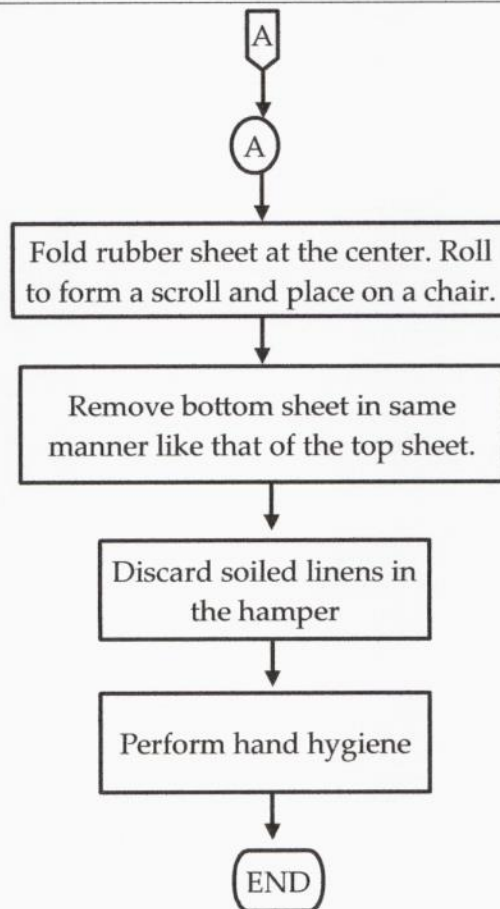 A
A
Fold rubber sheet at the center. Roll
to form a scroll and place on a chair.
Remove bottom sheet in same
manner like that of the top sheet.
Discard soiled linens in
the hamper
Perform hand hygiene
END